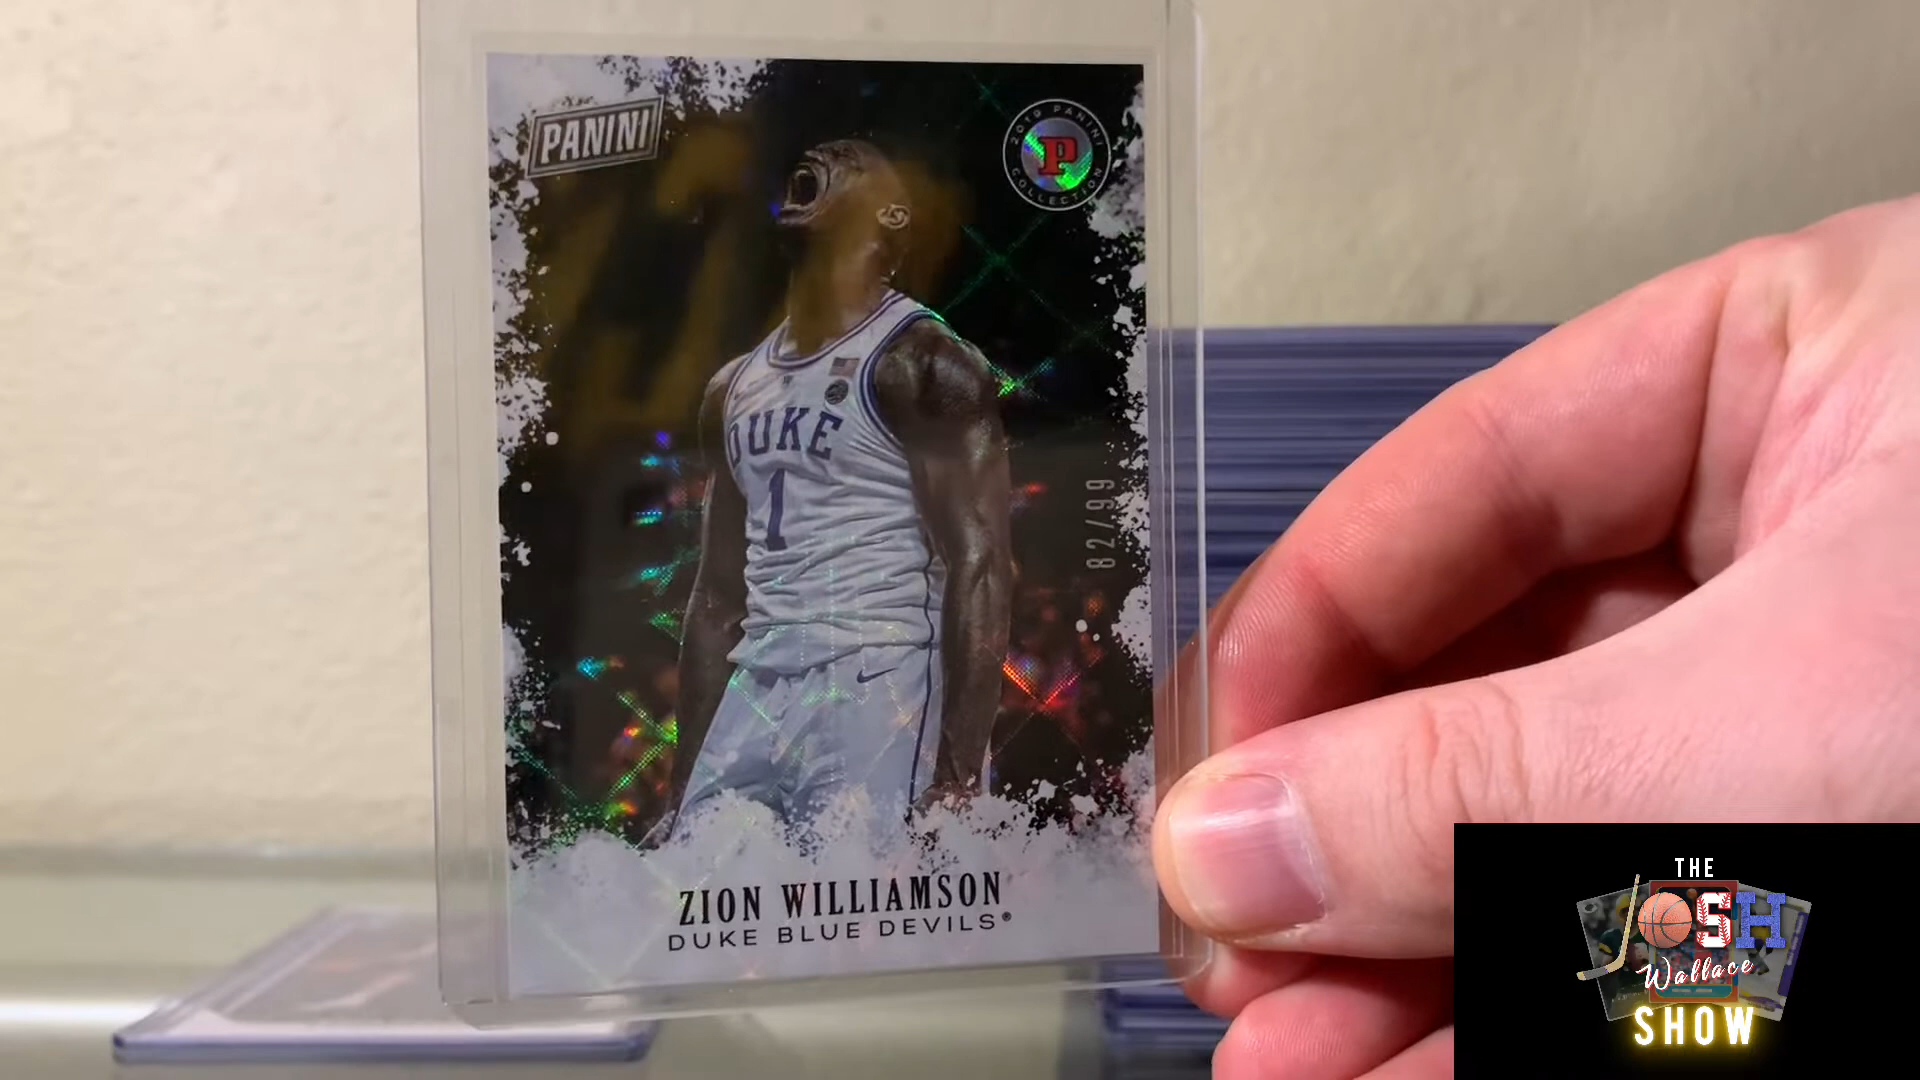 PANINI
2019 PANINI
P
COLLECTION
DUKE
1
82/99
ZION WILLIAMSON
DUKE BLUE DEVILS®
THE
JOSH
Wallace
SHOW